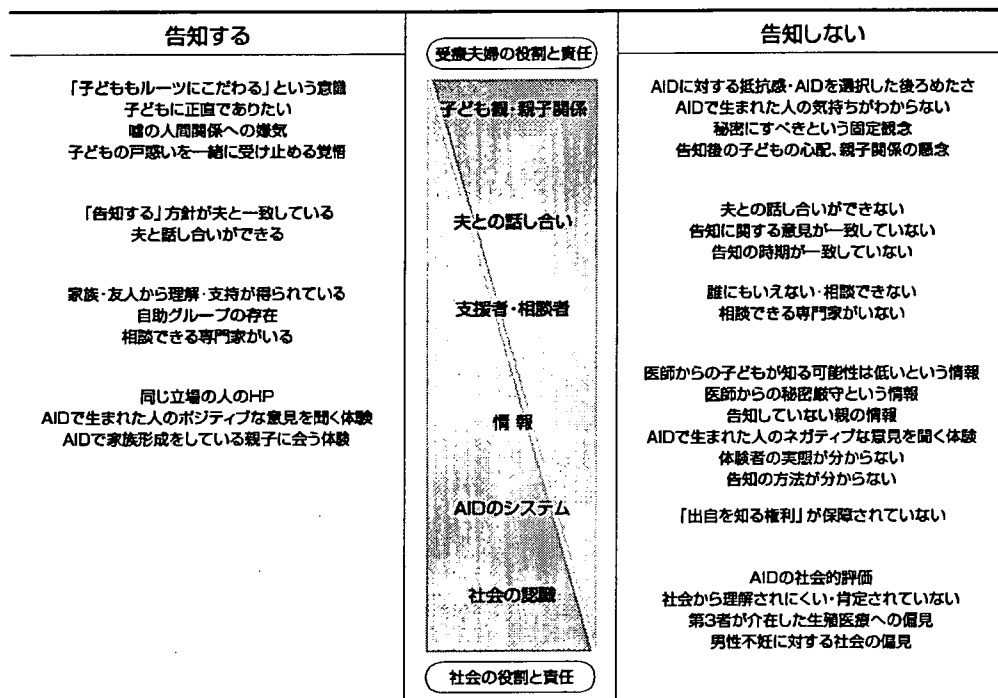 告知する
「子どももルーツにこだわる」という意識
子どもに正直でありたい
嘘の人間関係への嫌気
子どもの戸惑いを一緒に受け止める覚悟
「告知する」方針が夫と一致している
夫と話し合いができる
家族・友人から理解・支持が得られている
自助グループの存在
相談できる専門家がいる
同じ立場の人のHP
AIDで生まれた人のポジティブな意見を聞く体験
AIDで家族形成をしている親子に会う体験
受療夫婦の役割と責任
子ども観・親子関係
夫との話し合い
支援者・相談者
情報
AIDのシステム
社会の認識
社会の役割と責任
告知しない
AIDに対する抵抗感・AIDを選択した後ろめたさ
AIDで生まれた人の気持ちがわからない
秘密にすべきという固定観念
告知後の子どもの心配、親子関係の懸念
夫との話し合いができない
告知に関する意見が一致していない
告知の時期が一致していない
誰にもいえない・相談できない
相談できる専門家がいない
医師からの子どもが知る可能性は低いという情報
医師からの秘密厳守という情報
告知していない親の情報
AIDで生まれた人のネガティブな意見を聞く体験
体験者の実態が分からない
告知の方法が分からない
「出自を知る権利」が保障されていない
AIDの社会的評価
社会から理解されにくい・肯定されていない
第3者が介在した生殖医療への偏見
男性不妊に対する社会の偏見